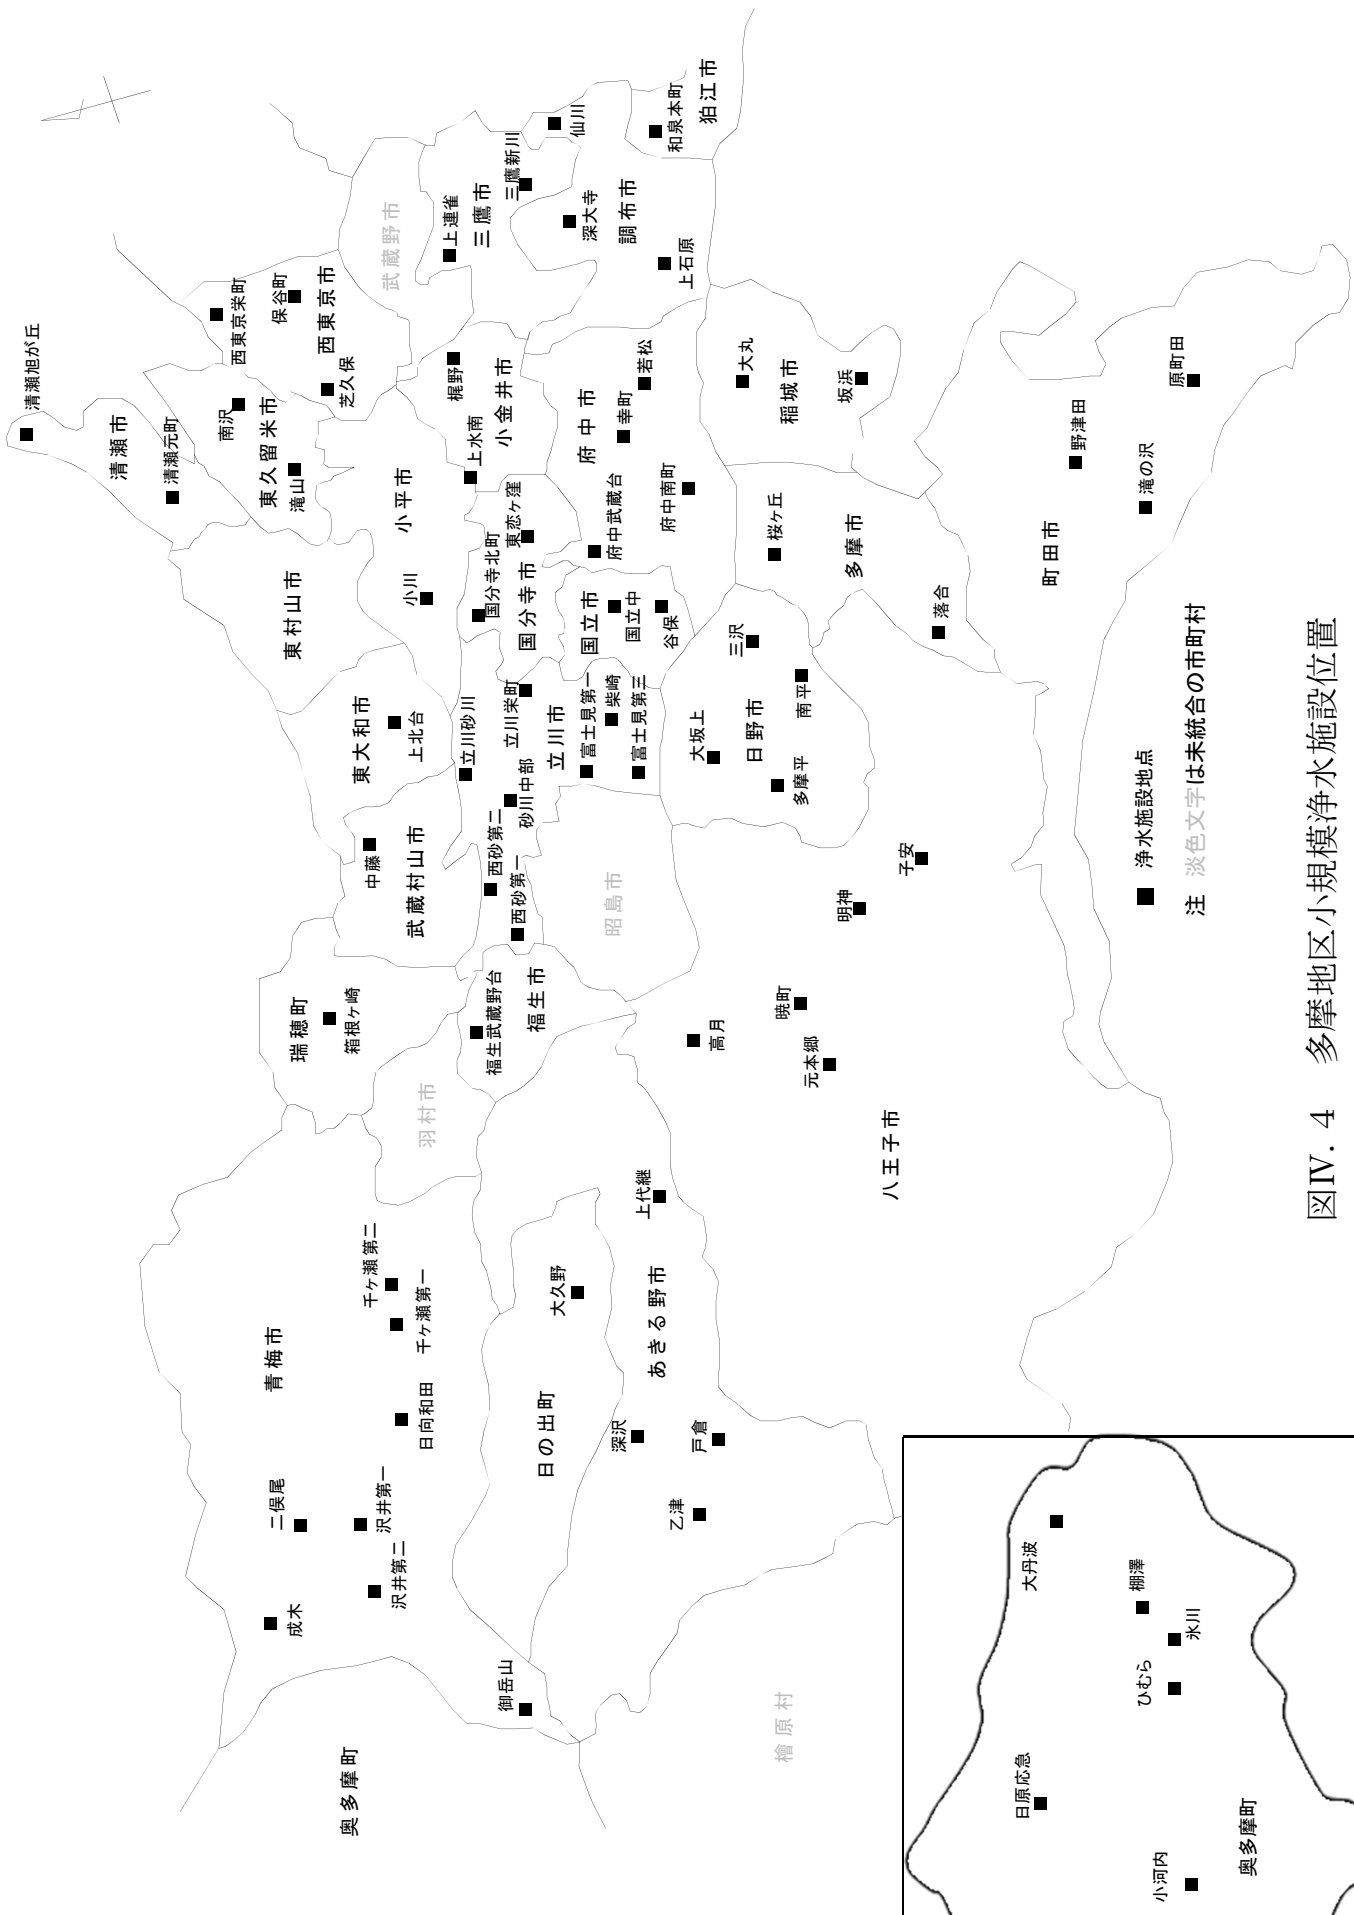 奥多摩町
青梅市
成木
二俣尾
沢井第二
沢井第一
日向和田
千ヶ瀬第一
千ヶ瀬第二
御岳山
羽村市
瑞穂町
箱根ヶ崎
福生武蔵野台
福生市
武蔵村山市
中藤
東大和市
上北台
東村山市
清瀬市
清瀬旭が丘
清瀬元町
東久留米市
南沢
滝山
西東京市
西東京栄町
保谷町
芝久保
武蔵野市
小平市
小川
上水南
小金井市
梶野
三鷹市
上連雀
三鷹新川
仙川
調布市
深大寺
上石原
和泉本町
狛江市
国分寺市
国分寺北町
東恋ヶ窪
国立市
国立中
谷保
府中市
府中武蔵台
幸町
若松
府中南町
立川市
立川砂川
立川栄町
砂川中部
西砂第二
西砂第一
富士見第一
柴崎
富士見第三
昭島市
日の出町
大久野
あきる野市
上代継
深沢
戸倉
乙津
檜原村
八王子市
高月
暁町
元本郷
明神
子安
日野市
大坂上
多摩平
南平
三沢
多摩市
桜ヶ丘
落合
稲城市
大丸
坂浜
町田市
野津田
滝の沢
原町田
大丹波
棚澤
氷川
ひむら
日原応急
小河内
奥多摩町
■ 浄水施設地点
注 淡色文字は未統合の市町村
図Ⅳ.4 多摩地区小規模浄水施設位置